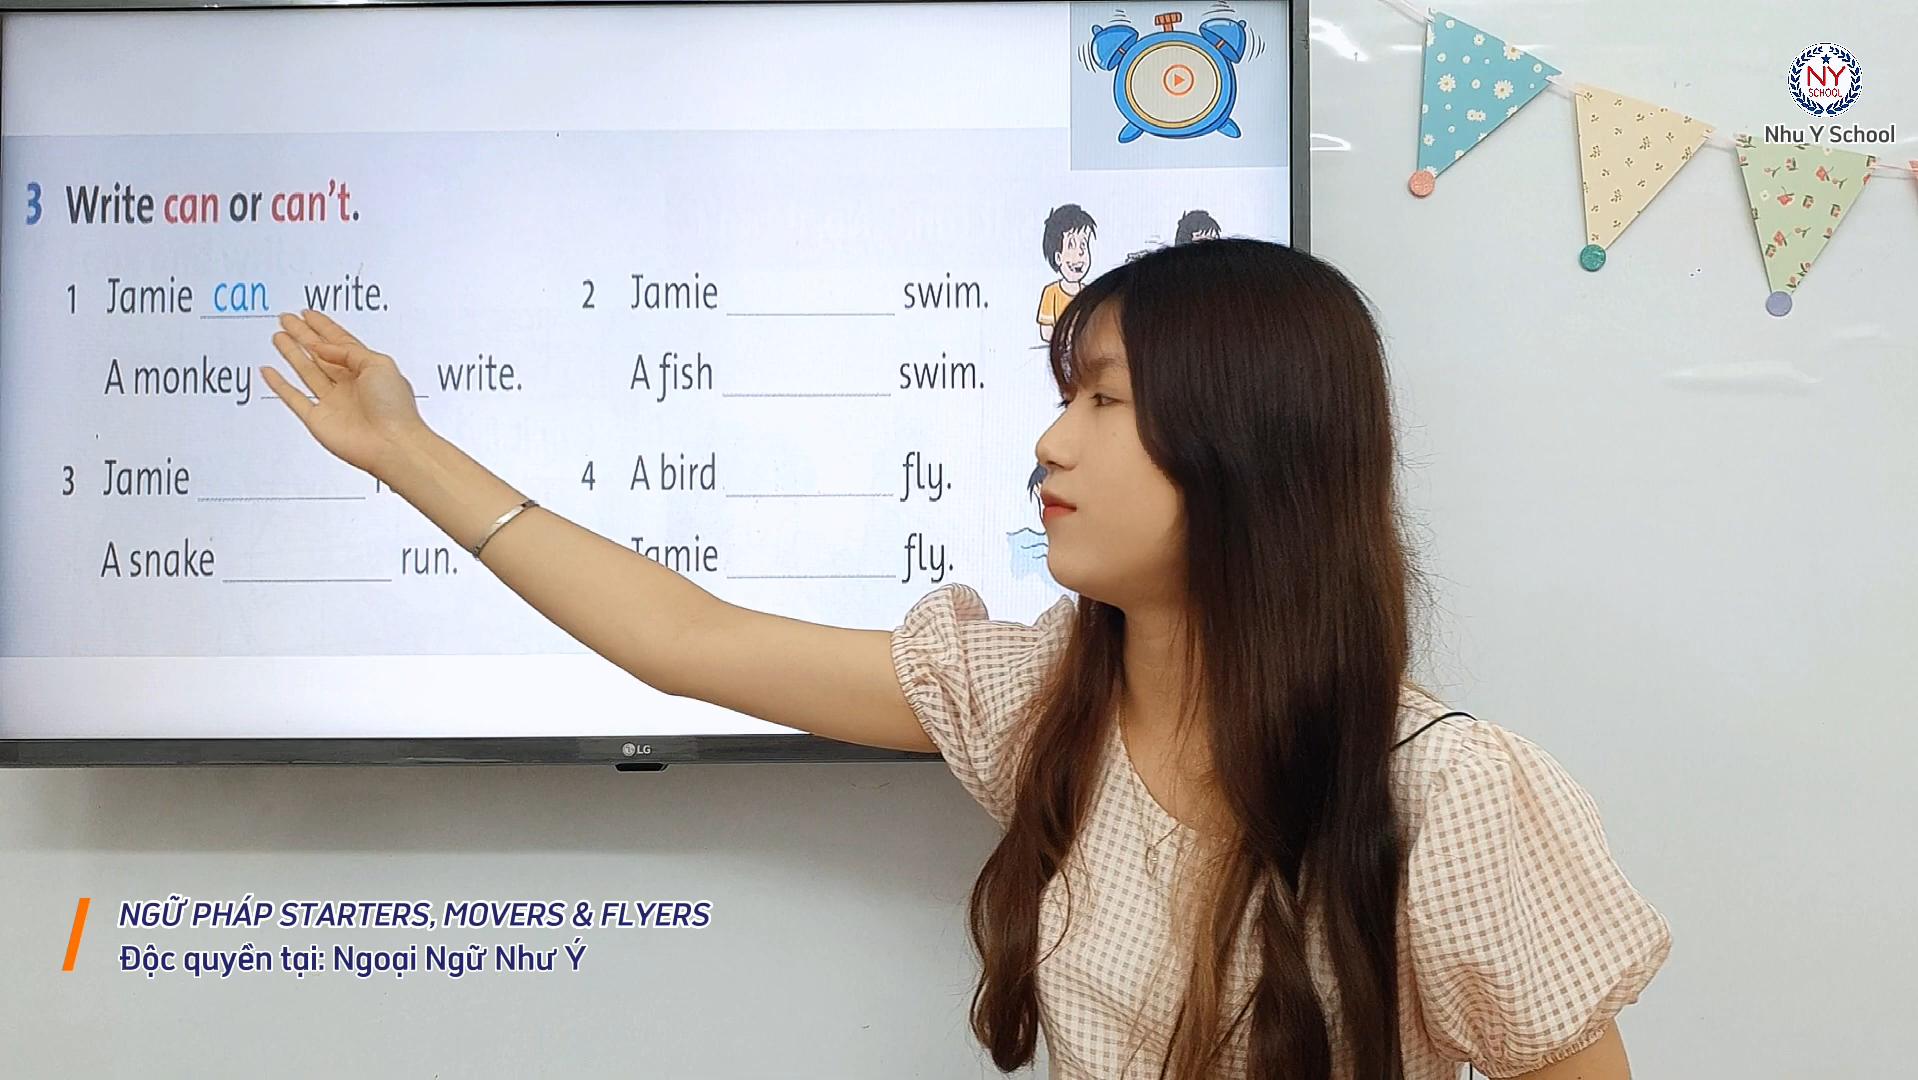 3 Write can or can't.
1 Jamie can write.
A monkey write.
2 Jamie swim.
A fish swim.
3 Jamie
A snake run.
4 A bird fly.
Jamie fly.
LG
NY
SCHOOL
Nhu Y School
NGỮ PHÁP STARTERS, MOVERS & FLYERS
Độc quyền tại: Ngoại Ngữ Như Ý